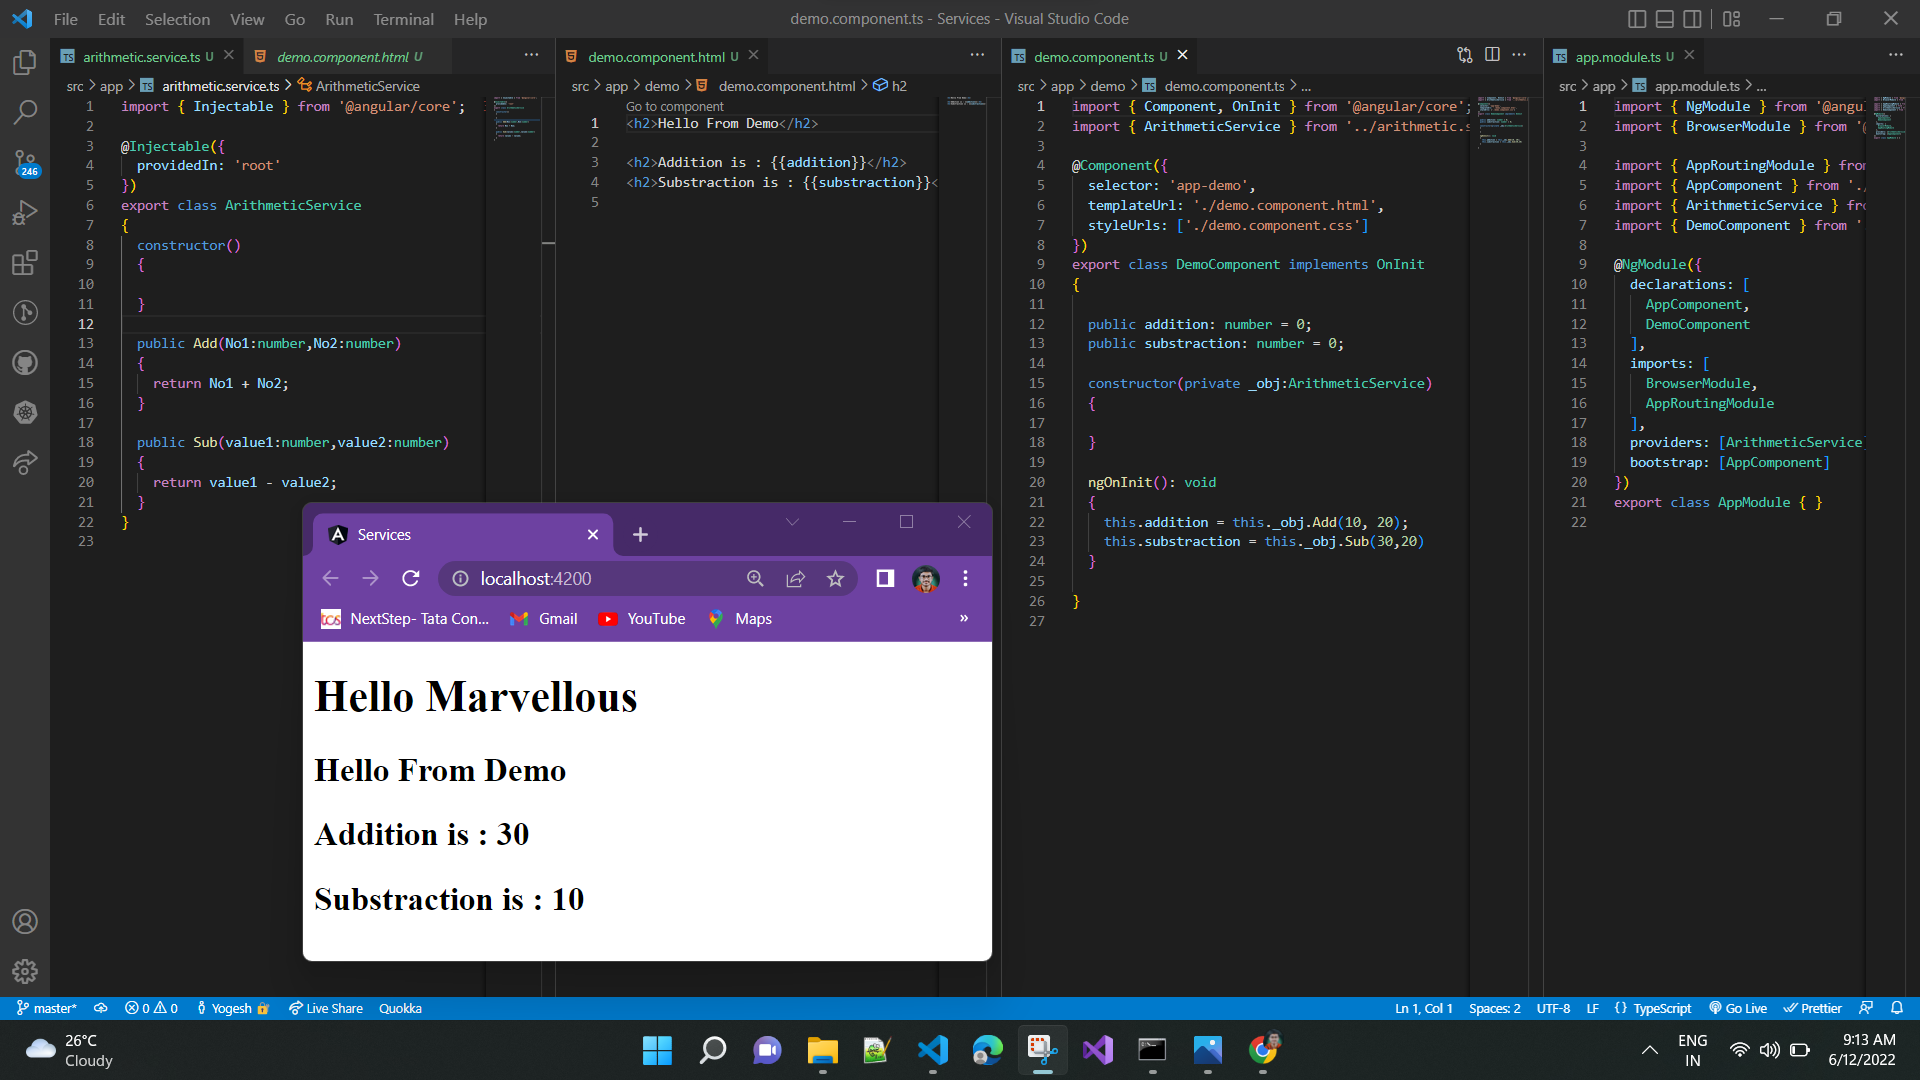 File Edit Selection View Go Run Terminal Help
demo.component.ts - Services - Visual Studio Code
arithmetic.service.ts U
demo.component.html U
src > app > TS arithmetic.service.ts > ArithmeticService
1 import { Injectable } from '@angular/core';
2
3 @Injectable({
4 providedIn: 'root'
5 })
6 export class ArithmeticService
7 {
8 constructor()
9 {
10
11 }
12
13 public Add(No1:number,No2:number)
14 {
15 return No1 + No2;
16 }
17
18 public Sub(value1:number,value2:number)
19 {
20 return value1 - value2;
21 }
22 }
23
demo.component.html U
src > app > demo > demo.component.html > h2
Go to component
1 <h2>Hello From Demo</h2>
2
3 <h2>Addition is : {{addition}}</h2>
4 <h2>Substraction is : {{substraction}}<
5
TS demo.component.ts U
src > app > demo > TS demo.component.ts > ...
1 import { Component, OnInit } from '@angular/core';
2 import { ArithmeticService } from '../arithmetic.s
3
4 @Component({
5 selector: 'app-demo',
6 templateUrl: './demo.component.html',
7 styleUrls: ['./demo.component.css']
8 })
9 export class DemoComponent implements OnInit
10 {
11
12 public addition: number = 0;
13 public substraction: number = 0;
14
15 constructor(private _obj:ArithmeticService)
16 {
17
18 }
19
20 ngOnInit(): void
21 {
22 this.addition = this._obj.Add(10, 20);
23 this.substraction = this._obj.Sub(30,20)
24 }
25
26 }
27
TS app.module.ts U
src > app > TS app.module.ts > ...
1 import { NgModule } from '@angu
2 import { BrowserModule } from '@
3
4 import { AppRoutingModule } from
5 import { AppComponent } from './
6 import { ArithmeticService } fro
7 import { DemoComponent } from '
8
9 @NgModule({
10 declarations: [
11 AppComponent,
12 DemoComponent
13 ],
14 imports: [
15 BrowserModule,
16 AppRoutingModule
17 ],
18 providers: [ArithmeticService]
19 bootstrap: [AppComponent]
20 })
21 export class AppModule { }
22
246
Services
localhost:4200
tcs NextStep- Tata Con... Gmail YouTube Maps »
Hello Marvellous
Hello From Demo
Addition is : 30
Substraction is : 10
master* 0 0 Yogesh Live Share Quokka
Ln 1, Col 1 Spaces: 2 UTF-8 LF {} TypeScript Go Live Prettier
26°C
Cloudy
ENG
IN
9:13 AM
6/12/2022